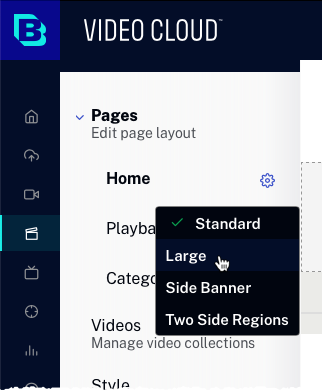 VIDEO CLOUD™
Pages
Edit page layout
Home
Playba
Standard
Large
Catego
Side Banner
Two Side Regions
Videos
Manage video collections
Style